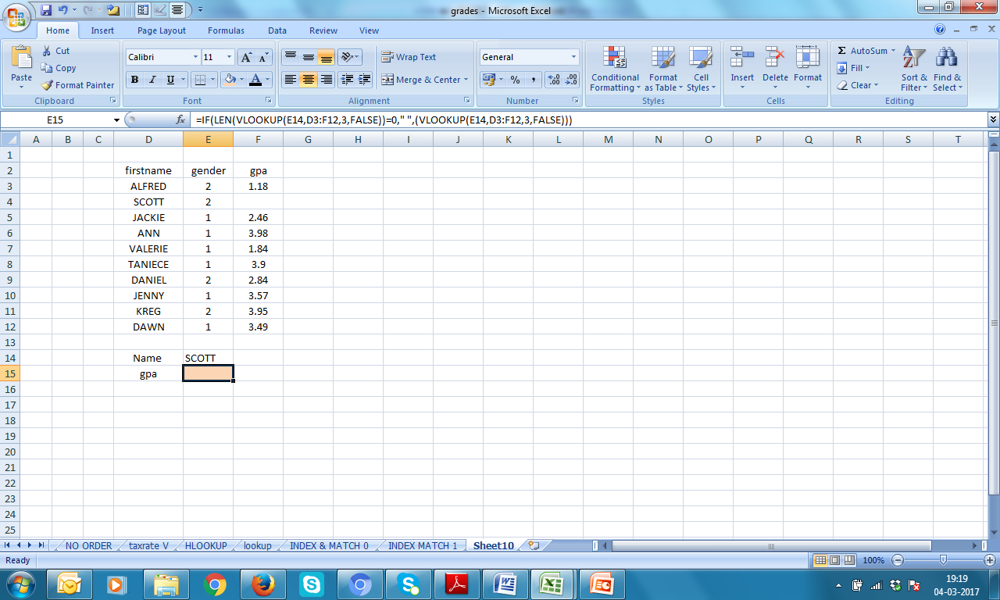 grades - Microsoft Excel
Home Insert Page Layout Formulas Data Review View
Paste
Cut
Copy
Format Painter
Clipboard
Calibri 11
B I U
Font
Wrap Text
Merge & Center
Alignment
General
% ,
Number
Conditional Formatting
Format as Table
Cell Styles
Styles
Insert Delete Format
Cells
Σ AutoSum
Fill
Clear
Sort & Filter
Find & Select
Editing
E15 fx =IF(LEN(VLOOKUP(E14,D3:F12,3,FALSE))=0," ",(VLOOKUP(E14,D3:F12,3,FALSE)))
A B C D E F G H I J K L M N O P Q R S T
1
2 firstname gender gpa
3 ALFRED 2 1.18
4 SCOTT 2
5 JACKIE 1 2.46
6 ANN 1 3.98
7 VALERIE 1 1.84
8 TANIECE 1 3.9
9 DANIEL 2 2.84
10 JENNY 1 3.57
11 KREG 2 3.95
12 DAWN 1 3.49
13
14 Name SCOTT
15 gpa
16
17
18
19
20
21
22
23
24
25
NO ORDER taxrate V HLOOKUP lookup INDEX & MATCH 0 INDEX MATCH 1 Sheet10
Ready 100%
19:19
04-03-2017